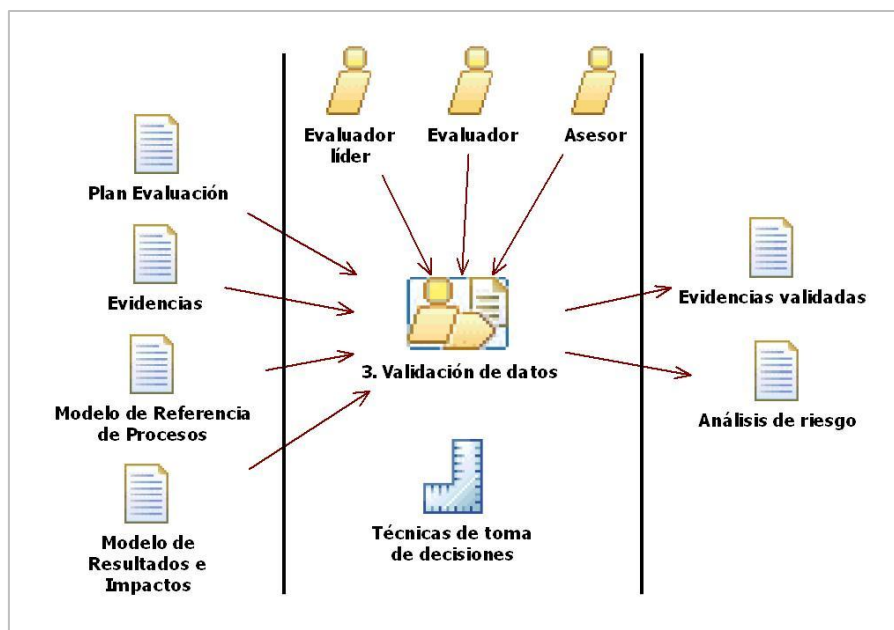 Evaluador
líder
Evaluador
Asesor
Plan Evaluación
Evidencias
Modelo de Referencia
de Procesos
Modelo de
Resultados e
Impactos
3. Validación de datos
Técnicas de toma
de decisiones
Evidencias validadas
Análisis de riesgo